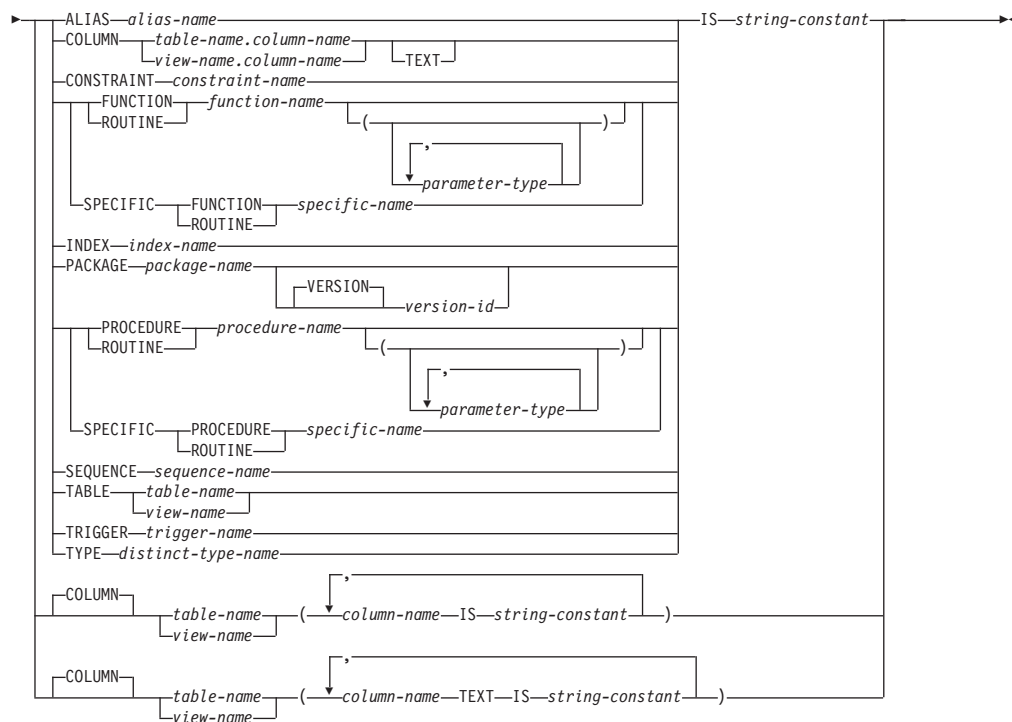 ALIAS alias-name IS string-constant
COLUMN table-name.column-name
view-name.column-name TEXT
CONSTRAINT constraint-name
FUNCTION function-name
ROUTINE ( )
,
parameter-type
SPECIFIC FUNCTION specific-name
ROUTINE
INDEX index-name
PACKAGE package-name
VERSION
version-id
PROCEDURE procedure-name
ROUTINE ( )
,
parameter-type
SPECIFIC PROCEDURE specific-name
ROUTINE
SEQUENCE sequence-name
TABLE table-name
view-name
TRIGGER trigger-name
TYPE distinct-type-name
,
COLUMN
table-name ( column-name IS string-constant )
view-name
,
COLUMN
table-name ( column-name TEXT IS string-constant )
view-name